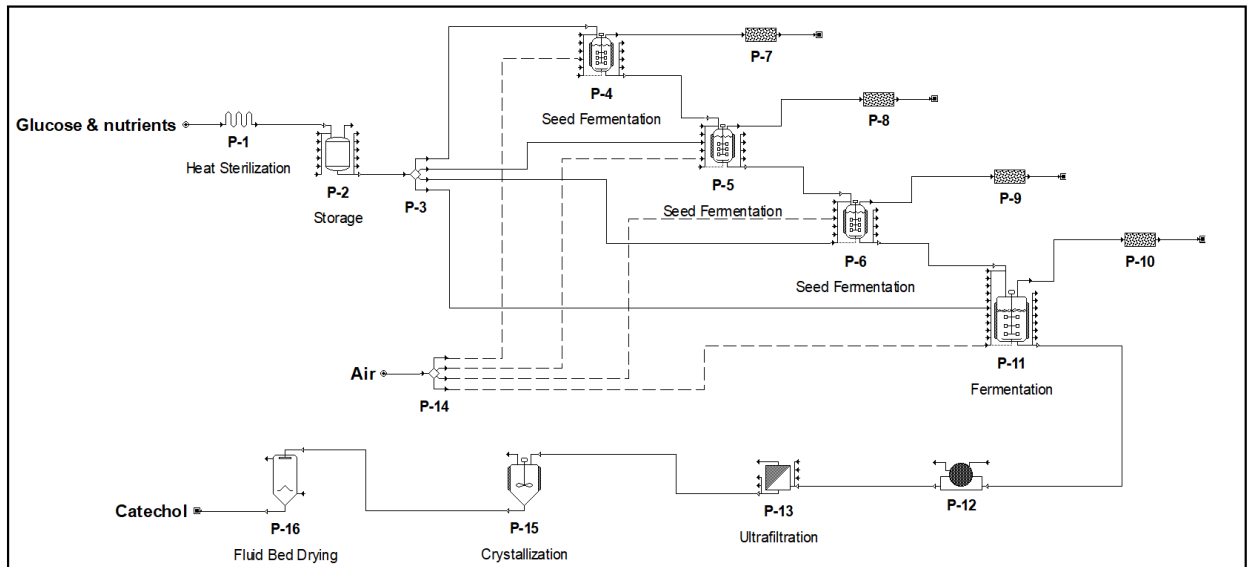 P-4
Seed Fermentation
P-7
P-8
Glucose & nutrients
P-1
Heat Sterilization
P-2
Storage
P-3
P-5
Seed Fermentation
P-9
P-6
Seed Fermentation
P-10
P-11
Fermentation
Air
P-14
Catechol
P-16
Fluid Bed Drying
P-15
Crystallization
P-13
Ultrafiltration
P-12